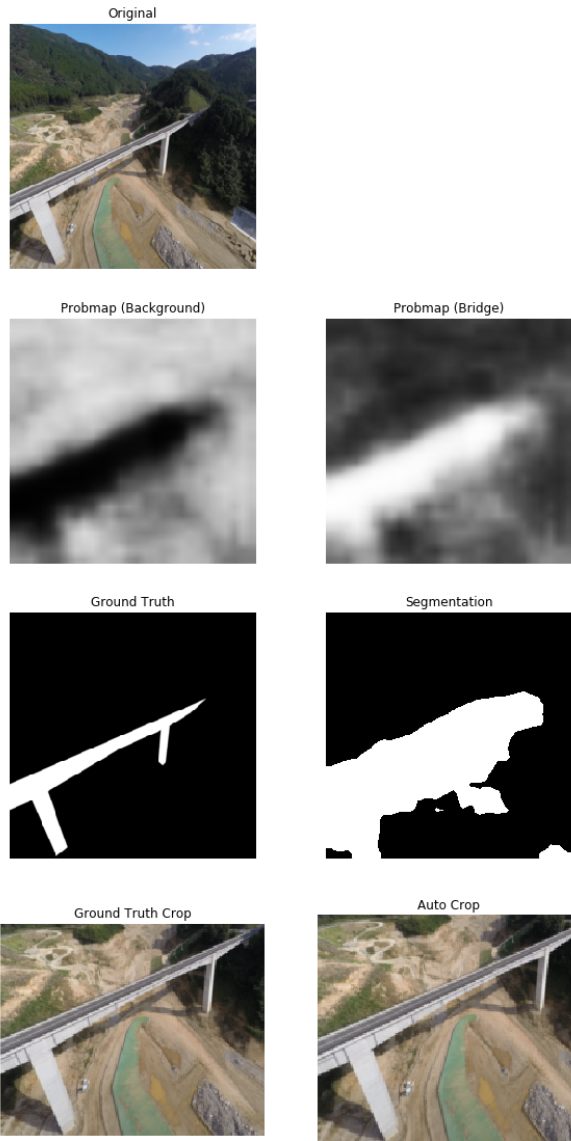 Original
Probmap (Background)
Probmap (Bridge)
Ground Truth
Segmentation
Ground Truth Crop
Auto Crop